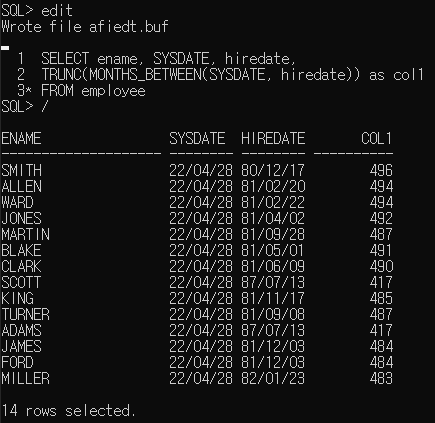 SQL> edit
Wrote file afiedt.buf
1 SELECT ename, SYSDATE, hiredate,
2 TRUNC(MONTHS_BETWEEN(SYSDATE, hiredate)) as col1
3* FROM employee
SQL> /
ENAME SYSDATE HIREDATE COL1
-------------------- -------- -------- ----------
SMITH 22/04/28 80/12/17 496
ALLEN 22/04/28 81/02/20 494
WARD 22/04/28 81/02/22 494
JONES 22/04/28 81/04/02 492
MARTIN 22/04/28 81/09/28 487
BLAKE 22/04/28 81/05/01 491
CLARK 22/04/28 81/06/09 490
SCOTT 22/04/28 87/07/13 417
KING 22/04/28 81/11/17 485
TURNER 22/04/28 81/09/08 487
ADAMS 22/04/28 87/07/13 417
JAMES 22/04/28 81/12/03 484
FORD 22/04/28 81/12/03 484
MILLER 22/04/28 82/01/23 483
14 rows selected.